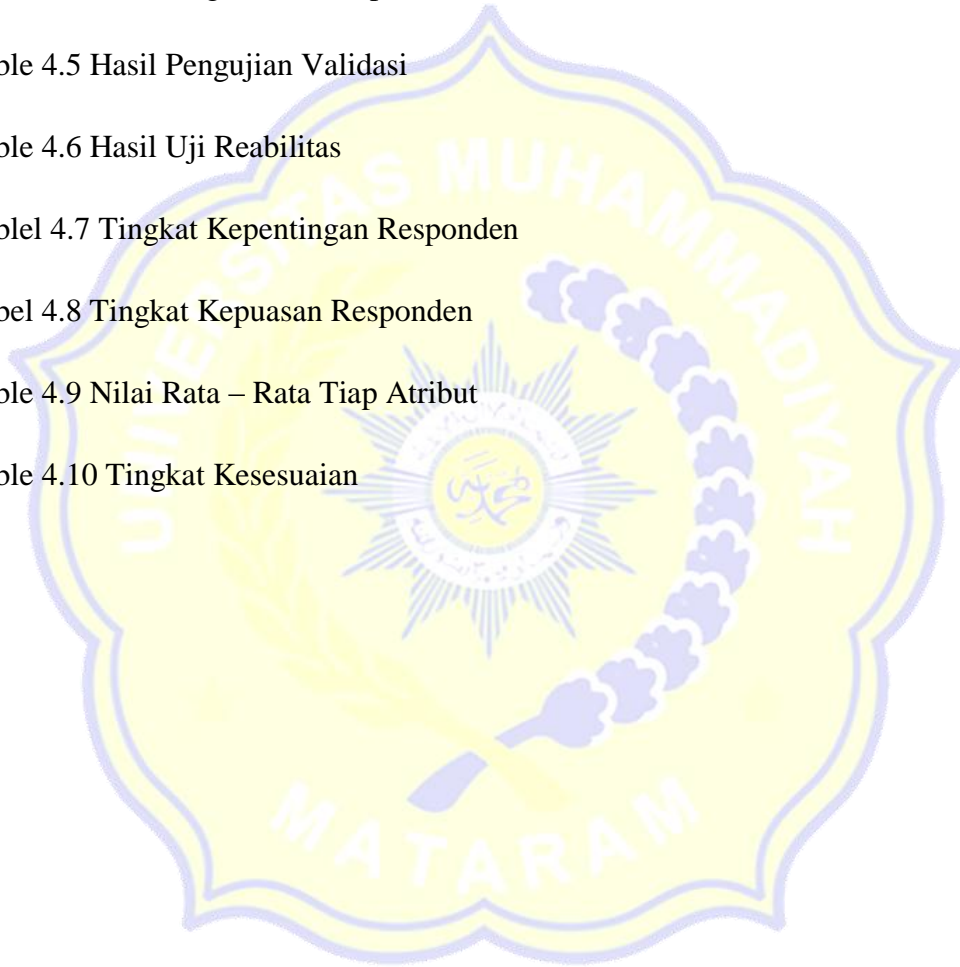 ble 4.5 Hasil Pengujian Validasi
ble 4.6 Hasil Uji Reabilitas
blel 4.7 Tingkat Kepentingan Responden
bel 4.8 Tingkat Kepuasan Responden
ble 4.9 Nilai Rata – Rata Tiap Atribut
ble 4.10 Tingkat Kesesuaian
UNIVERSITAS MUHAMMADIYAH
MATARAM